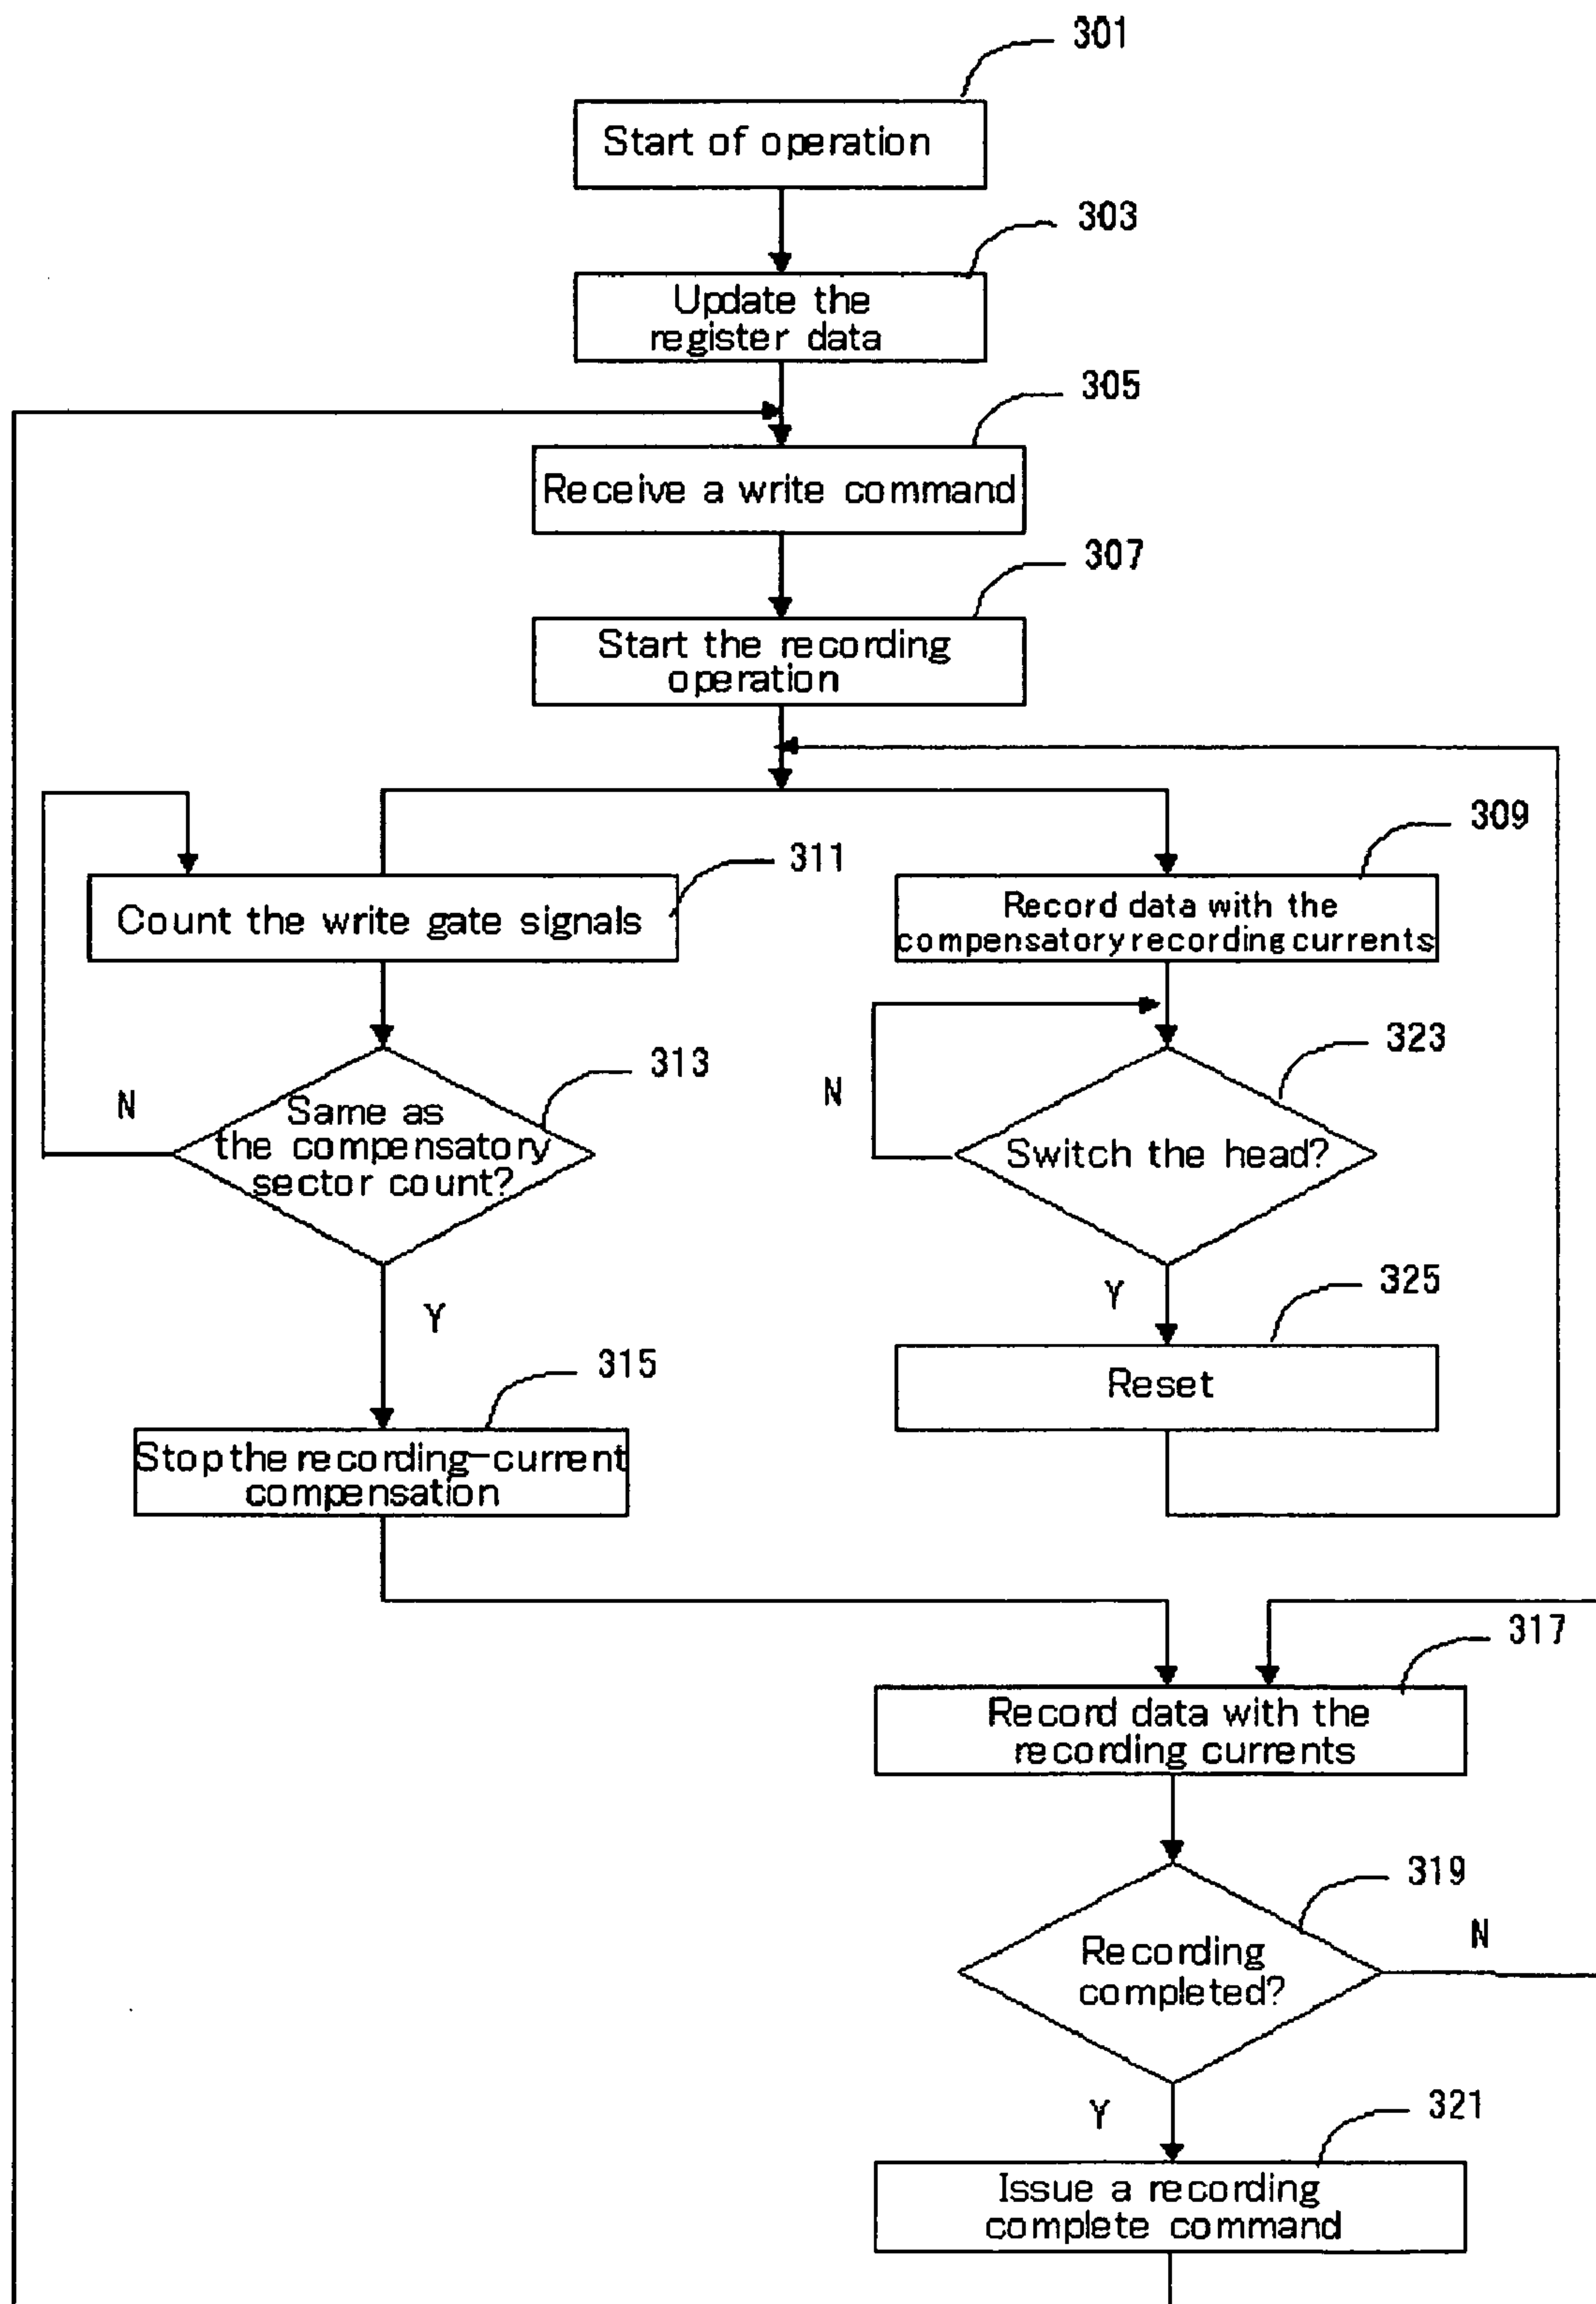 301
Start of operation
303
Update the
register data
305
Receive a write command
307
Start the recording
operation
309
311
Count the write gate signals
Record data with the
compensatory recording currents
313
323
N
N
Same as
the compensatory
sector count?
Switch the head?
Y
Y
325
315
Reset
Stop the recording-current
compensation
317
Record data with the
recording currents
319
N
Recording
completed?
Y
321
Issue a recording
complete command